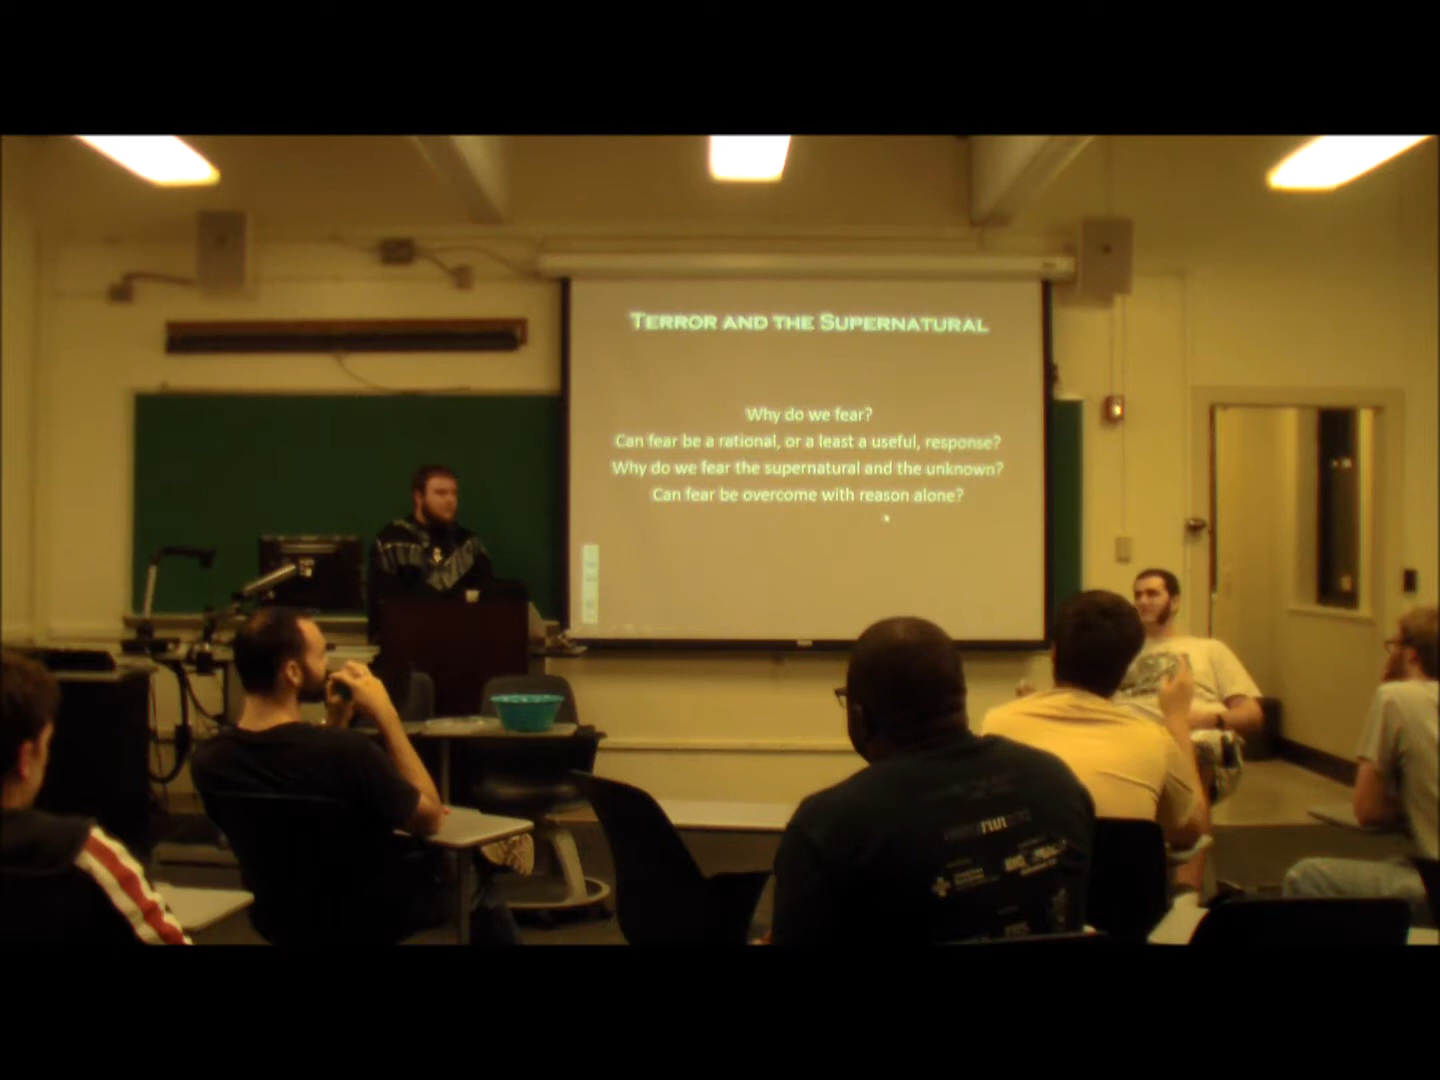 Terror and the Supernatural
Why do we fear?
Can fear be a rational, or a least a useful, response?
Why do we fear the supernatural and the unknown?
Can fear be overcome with reason alone?